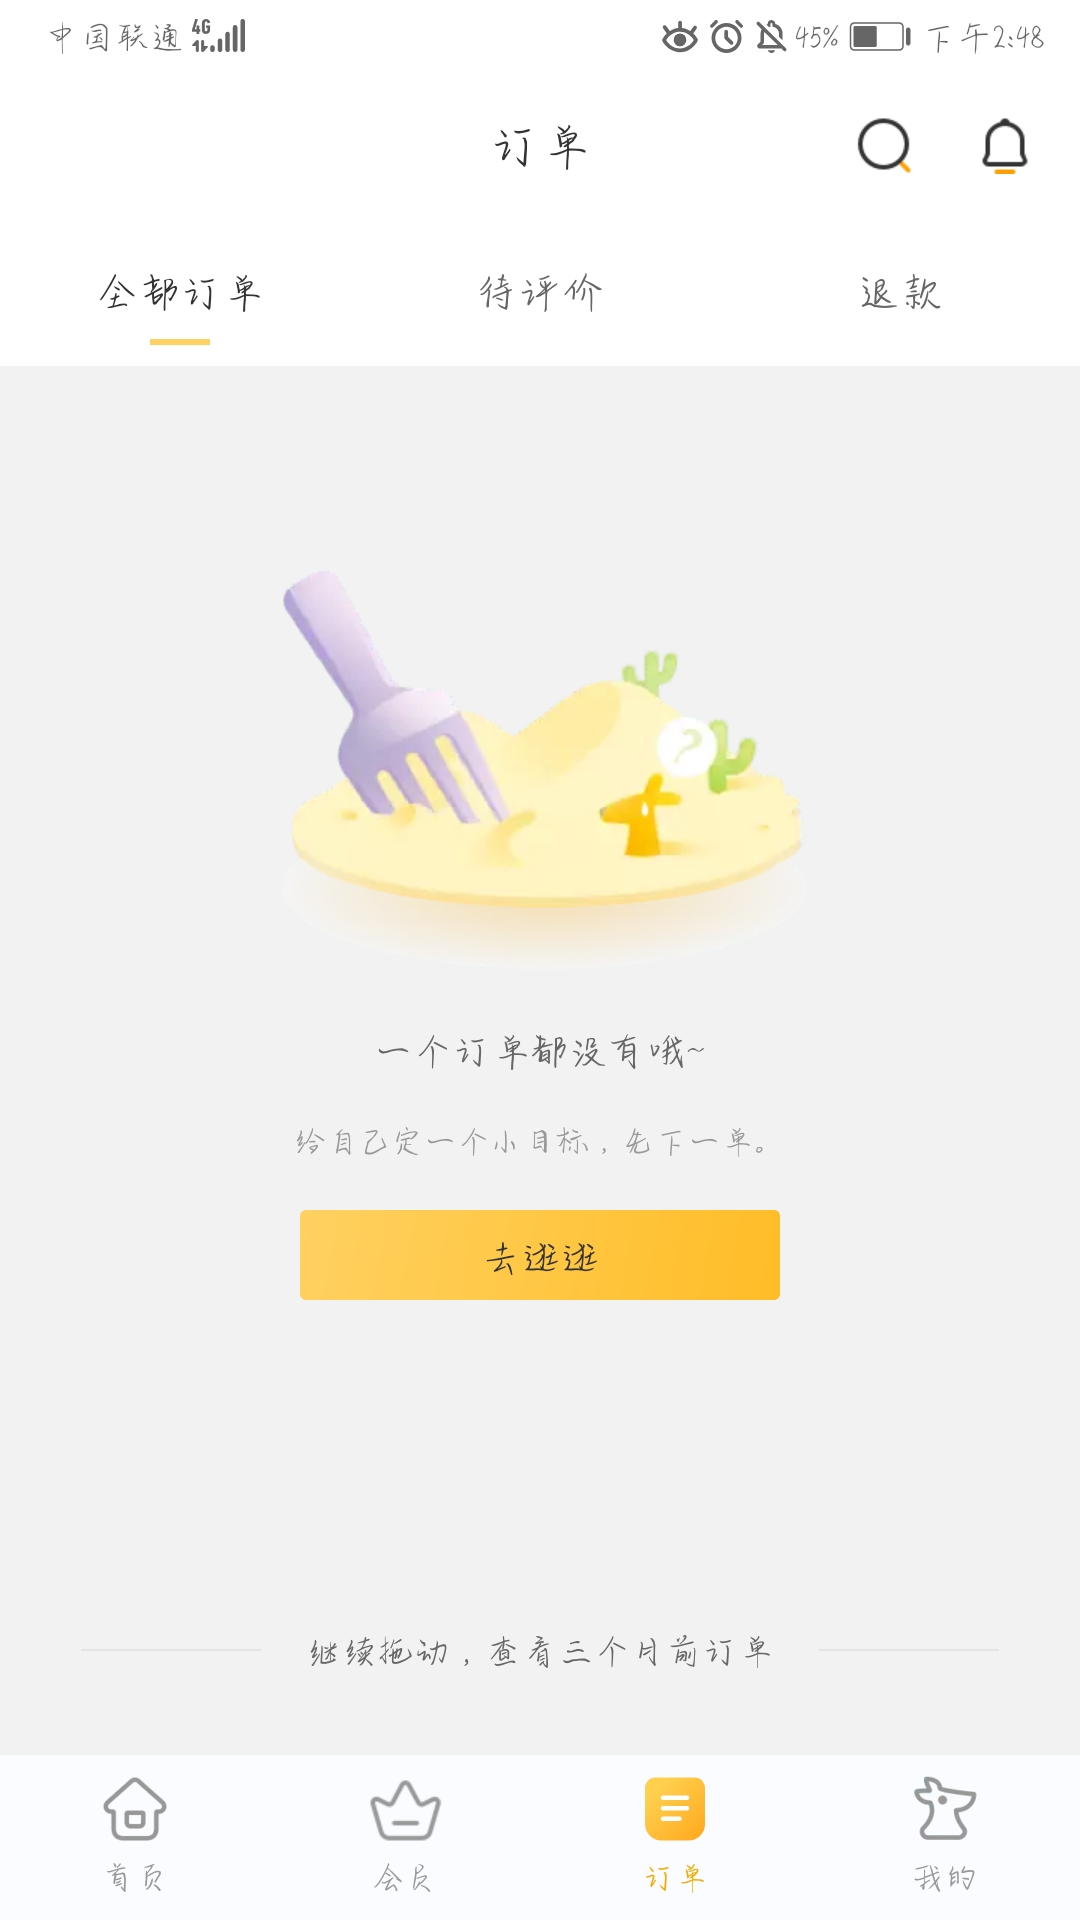 中国联通 4G 45% 下午2:48
订单
全部订单 待评价 退款
?
一个订单都没有哦~
给自己定一个小目标，先下一单。
去逛逛
继续拖动，查看三个月前订单
首页 会员 订单 我的